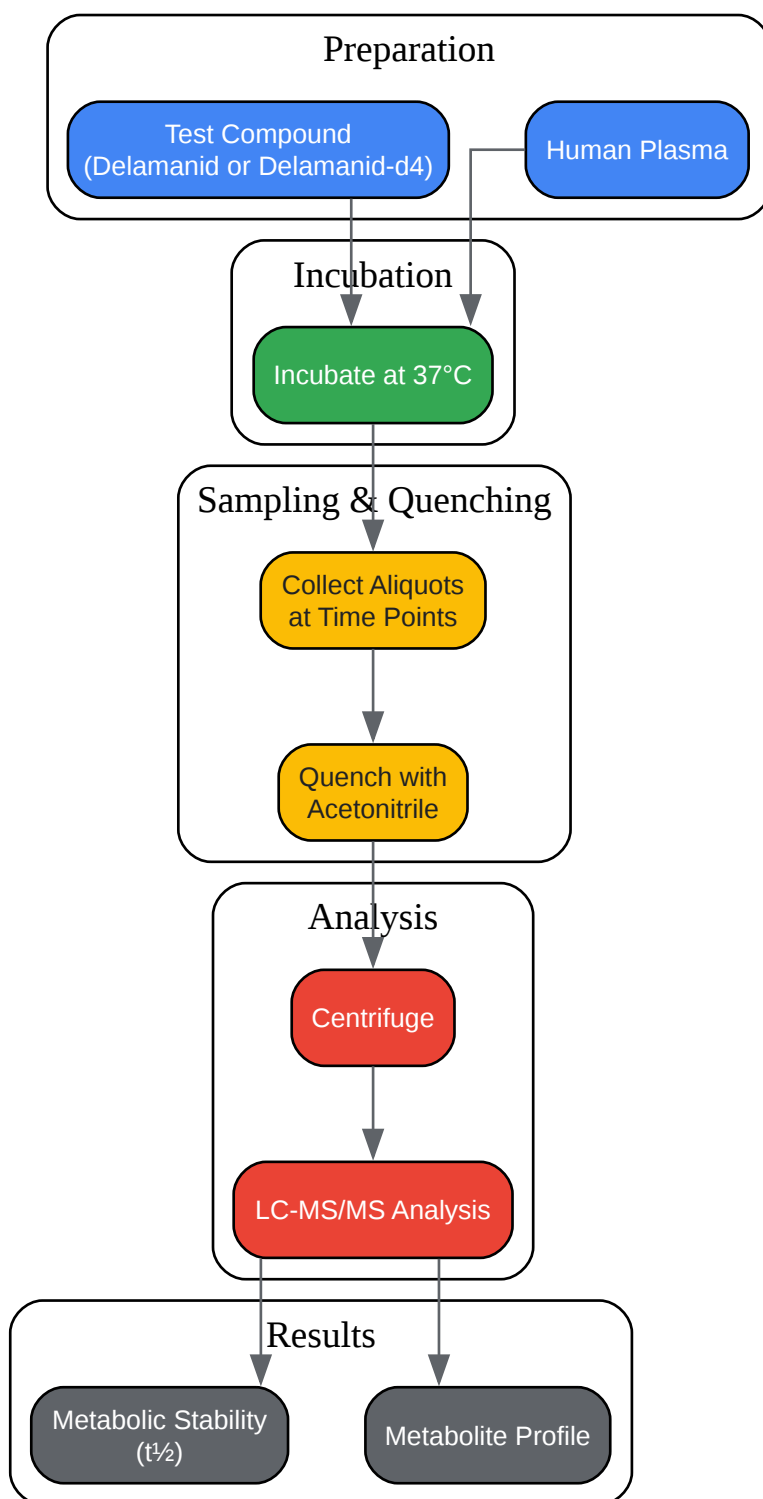 Preparation
Test Compound
(Delamanid or Delamanid-d4)
Human Plasma
Incubation
Incubate at 37°C
Sampling & Quenching
Collect Aliquots
at Time Points
Quench with
Acetonitrile
Analysis
Centrifuge
LC-MS/MS Analysis
Results
Metabolic Stability
(t½)
Metabolite Profile